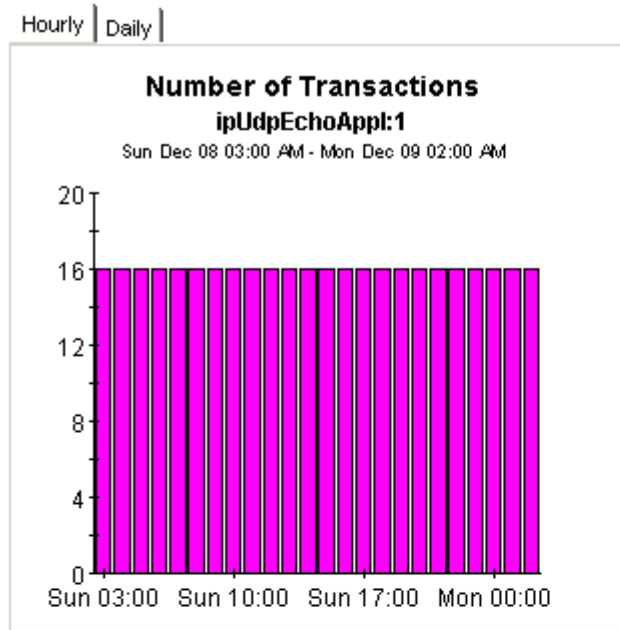 Hourly Daily
Number of Transactions
ipUdpEchoAppl:1
Sun Dec 08 03:00 AM - Mon Dec 09 02:00 AM
20
16
12
8
4
0
Sun 03:00 Sun 10:00 Sun 17:00 Mon 00:00